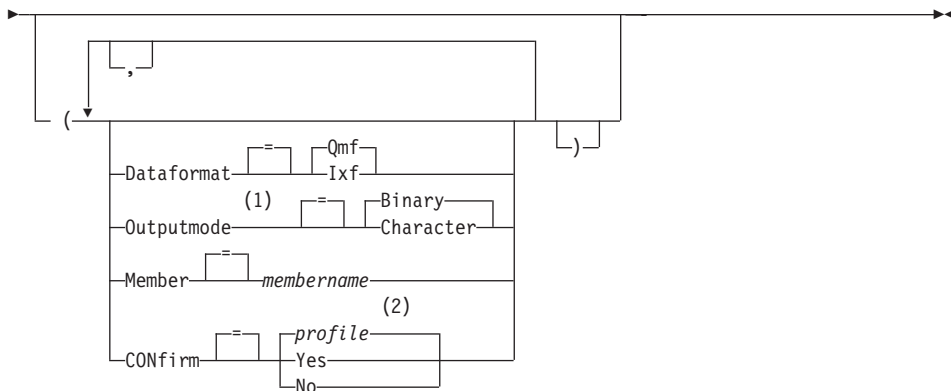 ,
(
)
Dataformat = Qmf
Ixf
(1)
Outputmode = Binary
Character
Member = membername
(2)
CONfirm = profile
Yes
No